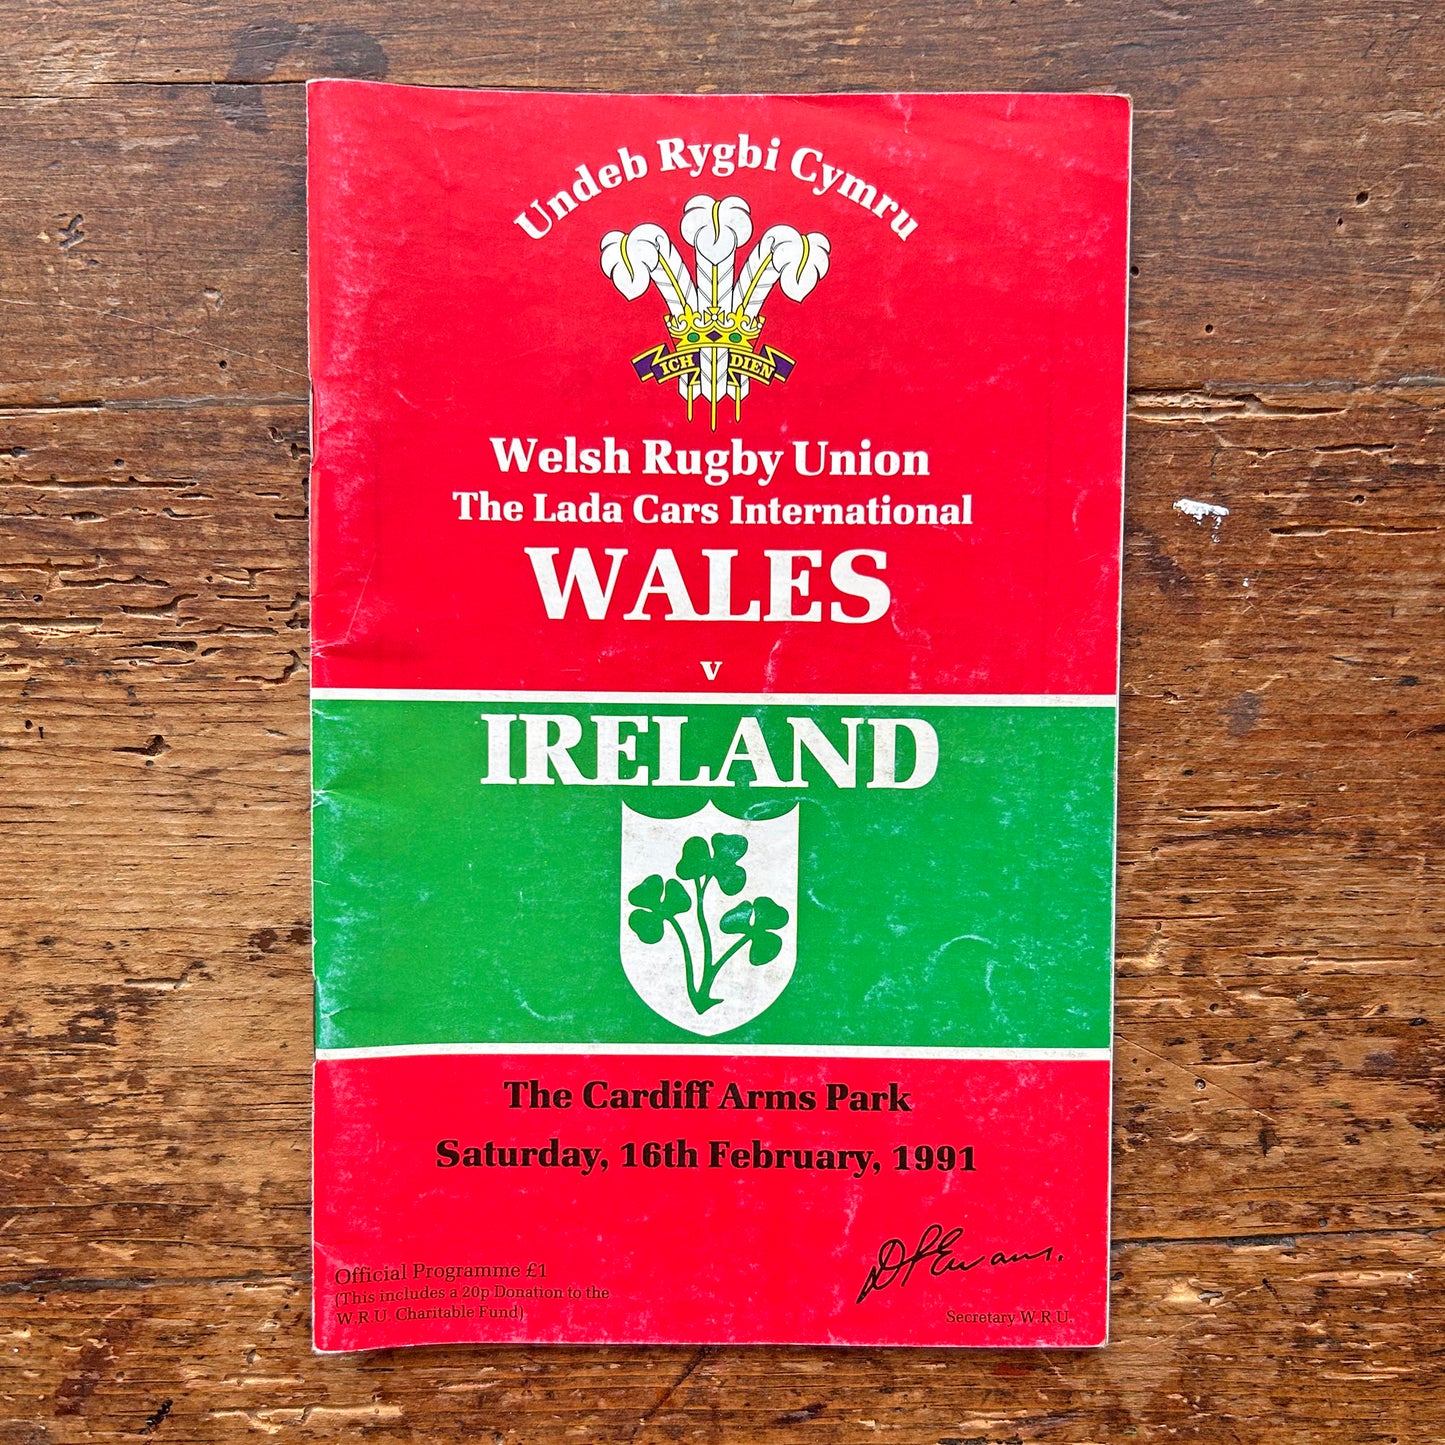 Undeb Rygbi Cymru
ICH DIEN
Welsh Rugby Union
The Lada Cars International
WALES
v
IRELAND
The Cardiff Arms Park
Saturday, 16th February, 1991
Official Programme £1
(This includes a 20p Donation to the
W.R.U. Charitable Fund)
D P Evans.
Secretary W.R.U.